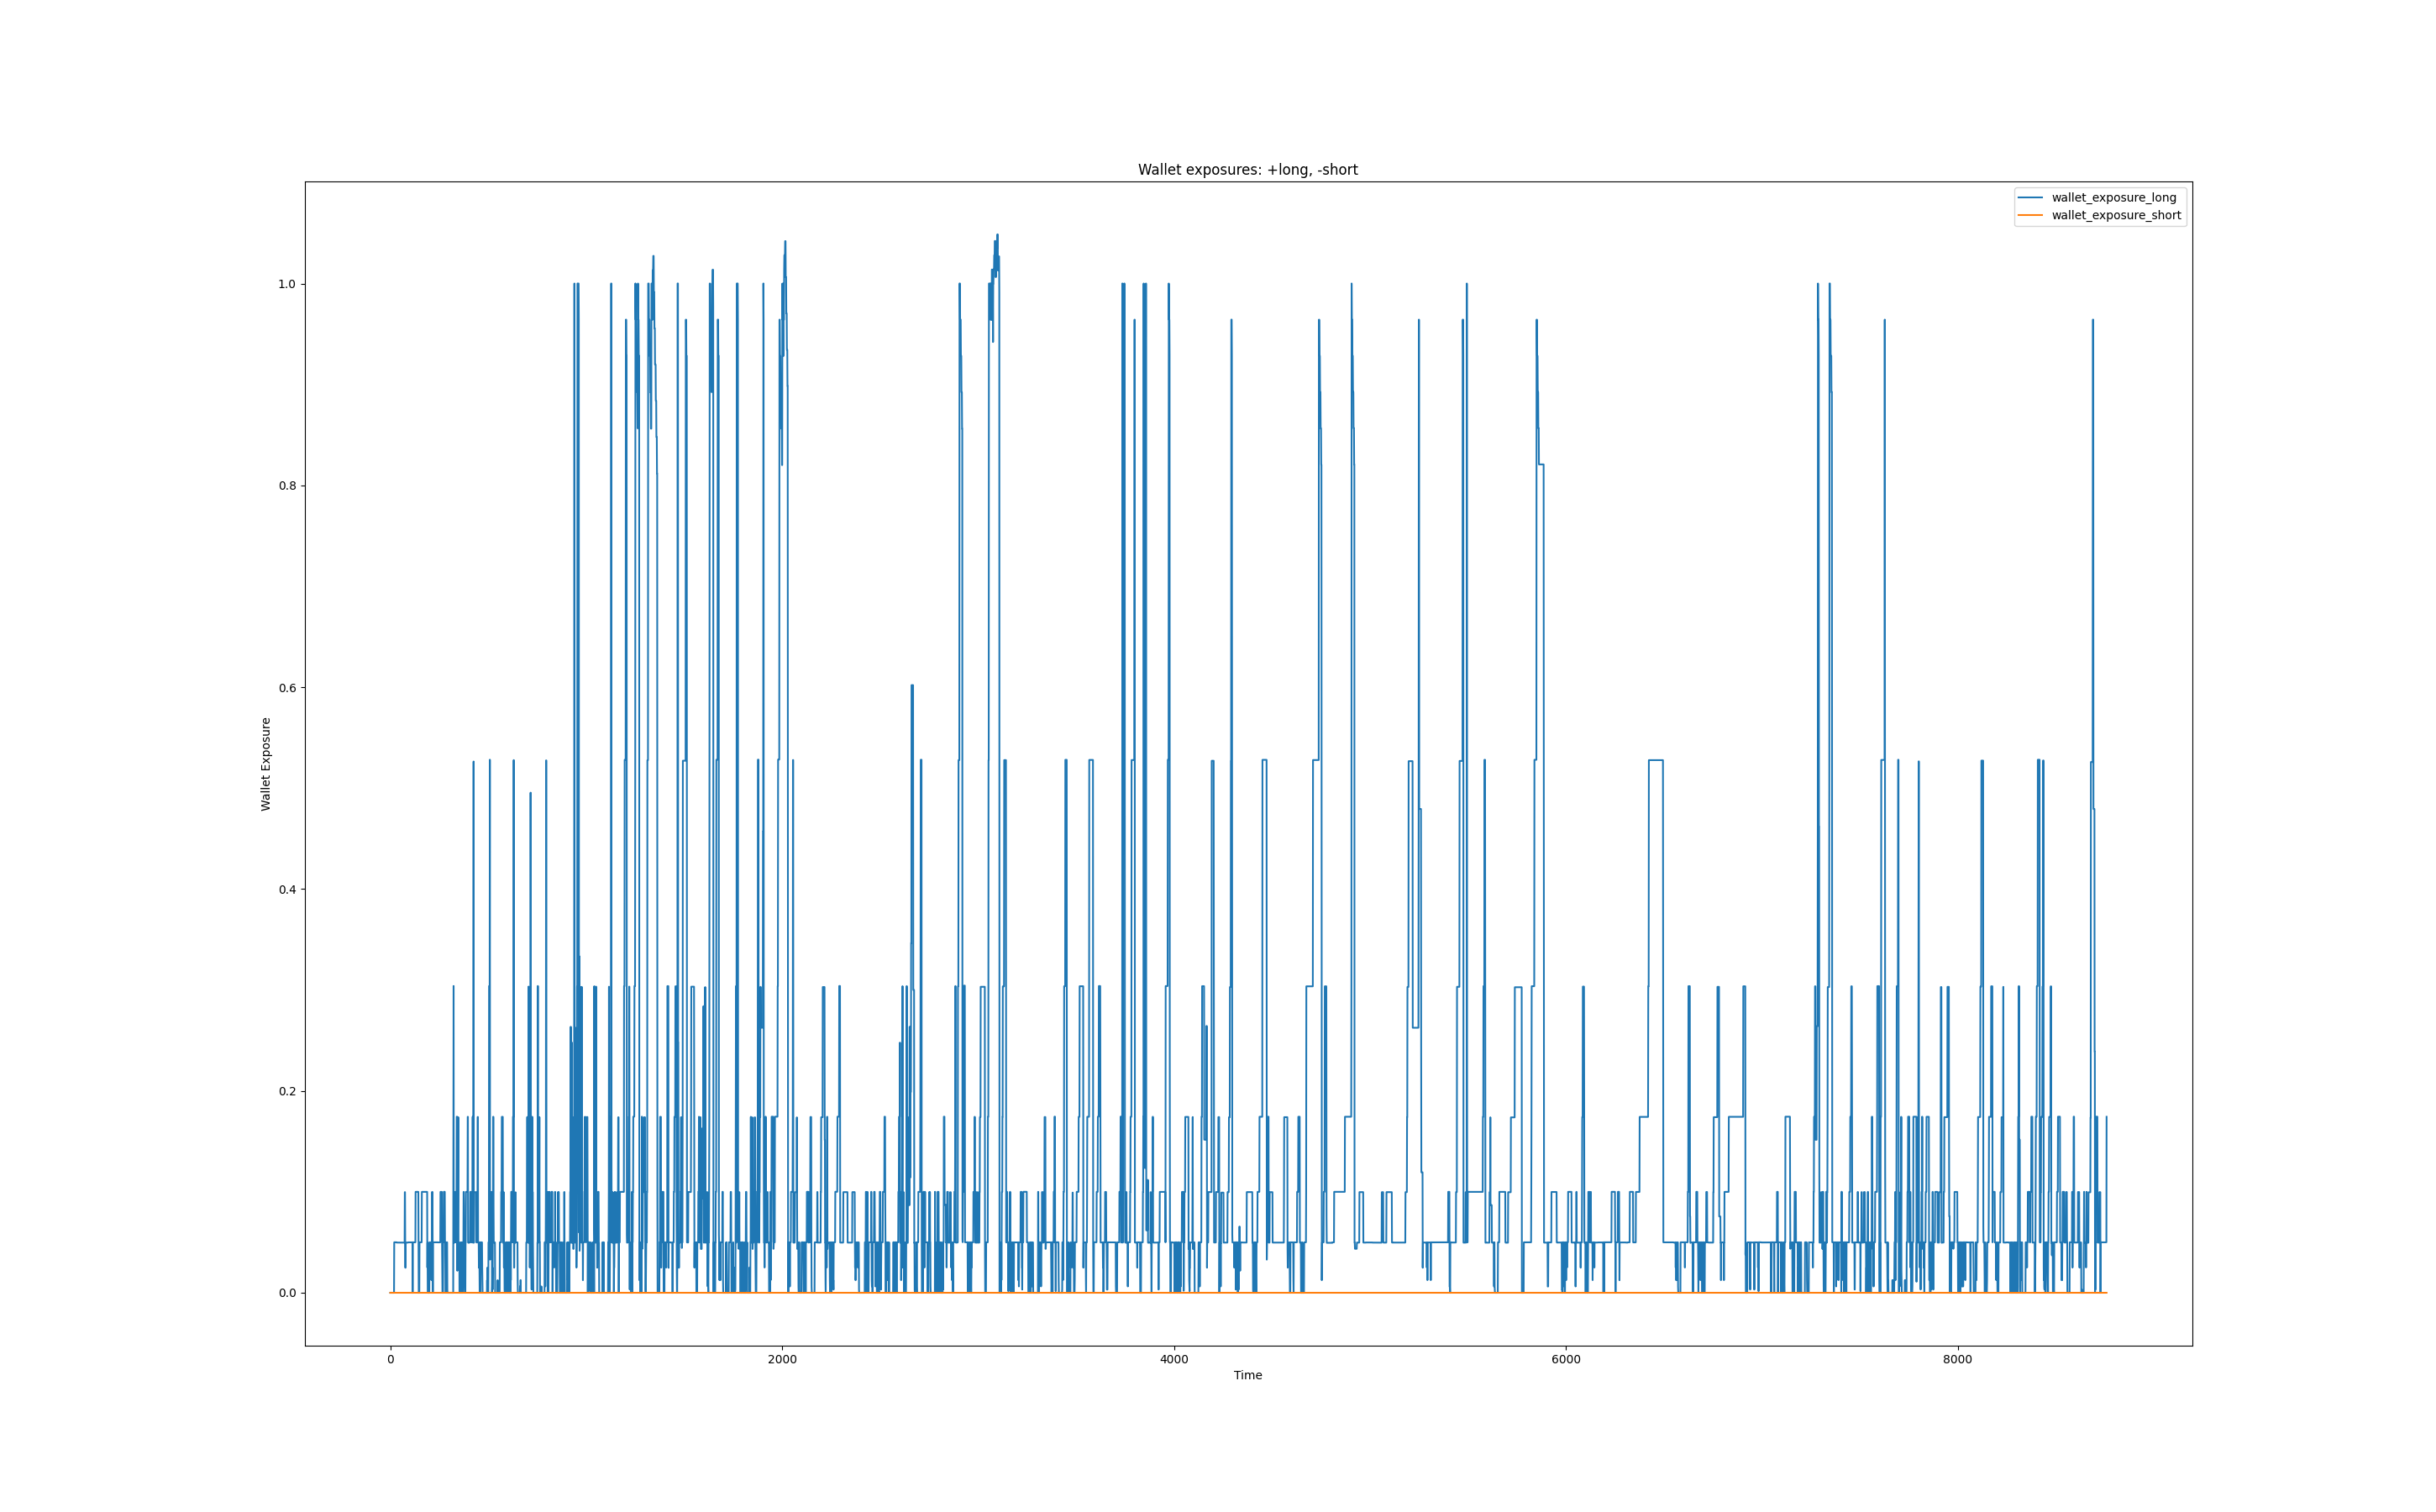 Wallet exposures: +long, -short
wallet_exposure_long
wallet_exposure_short
1.0
0.8
0.6
0.4
0.2
0.0
Wallet Exposure
0 2000 4000 6000 8000
Time